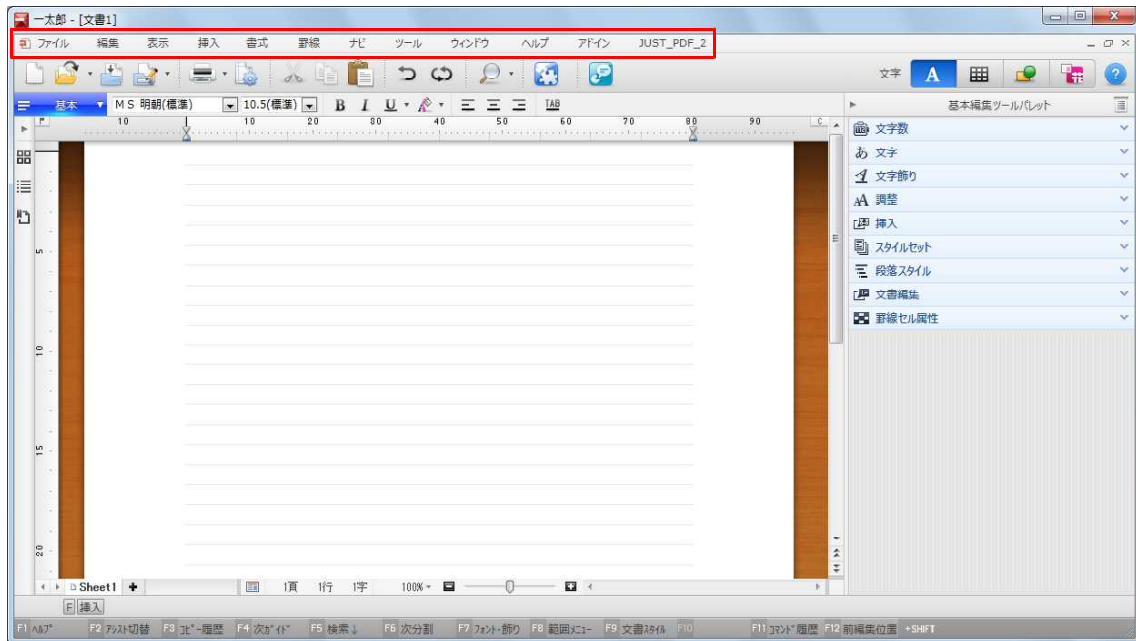 一太郎 - [文書1]
ファイル 編集 表示 挿入 書式 罫線 ナビ ツール ウィンドウ ヘルプ アドイン JUST_PDF_2
文字 A ?
基本 MS 明朝(標準) 10.5(標準) B I U TAB 基本編集ツールパレット
10 10 20 30 40 50 60 70 80 90
文字数
あ 文字
文字飾り
AA 調整
挿入
スタイルセット
段落スタイル
文書編集
罫線セル属性
5
10
15
20
Sheet1 1頁 1行 1字 100%
F 挿入
F1 ヘルプ F2 アシスト切替 F3 コピー履歴 F4 次ガイド F5 検索↓ F6 次分割 F7 フォント・飾り F8 範囲メニュー F9 文書スタイル F10 F11 コマンド履歴 F12 前編集位置 +SHIFT